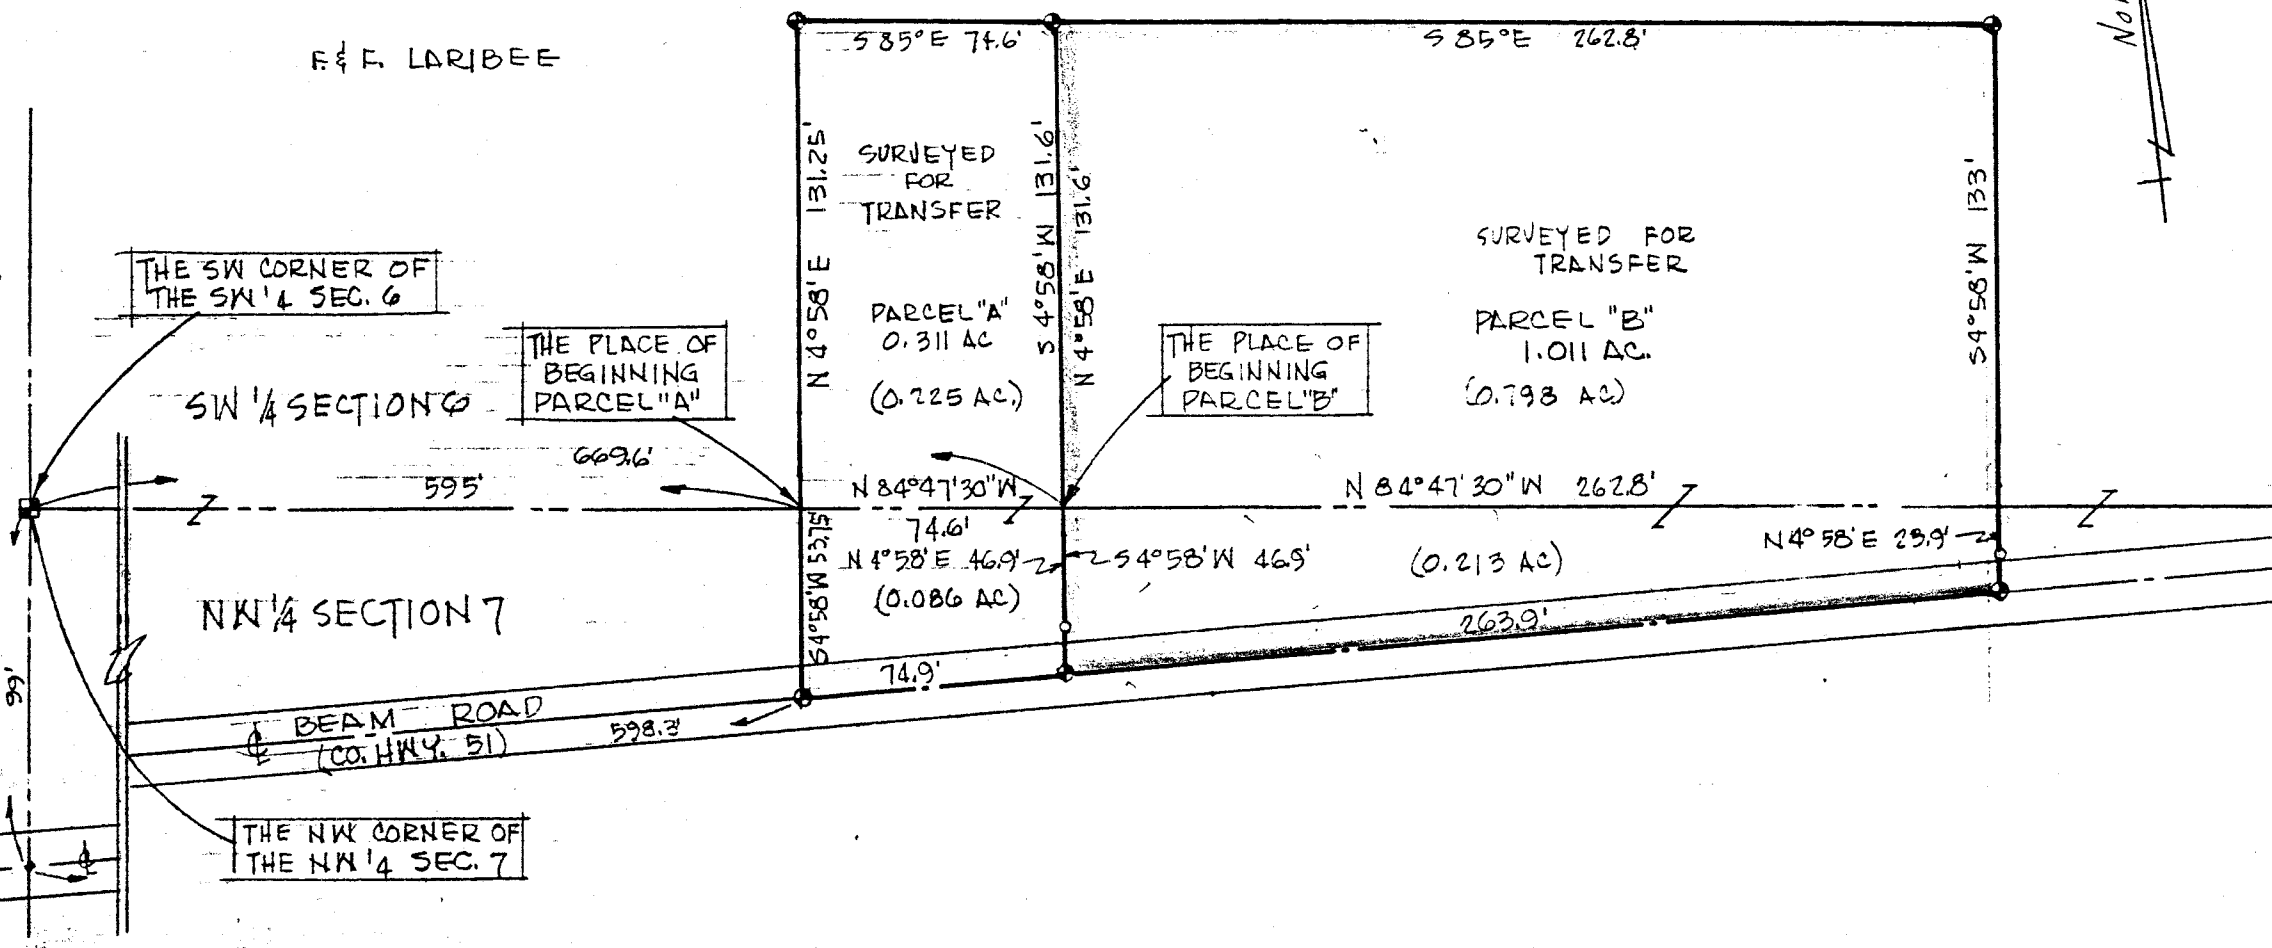 F. & F. LARIBEE
S 85° E 74.6'
S 85° E 262.8'
N 4° 58' E 131.25'
SURVEYED
FOR
TRANSFER
S 4° 58' W 131.6'
N 4° 58' E 131.6'
SURVEYED FOR
TRANSFER
S 4° 58' W 133'
THE SW CORNER OF
THE SW 1/4 SEC. 6
PARCEL "A"
0.311 AC
(0.225 AC.)
PARCEL "B"
1.011 AC.
(0.798 AC)
THE PLACE OF
BEGINNING
PARCEL "A"
THE PLACE OF
BEGINNING
PARCEL "B"
SW 1/4 SECTION 6
669.6'
595'
N 84° 47' 30" W
74.6'
N 84° 47' 30" W 262.8'
S 4° 58' W 53.75'
N 4° 58' E 46.9'
(0.086 AC)
S 4° 58' W 46.9'
(0.213 AC)
N 4° 58' E 23.9'
NW 1/4 SECTION 7
263.9'
74.9'
99'
BEAM ROAD
(CO. HWY. 51)
598.3'
THE NW CORNER OF
THE NW 1/4 SEC. 7